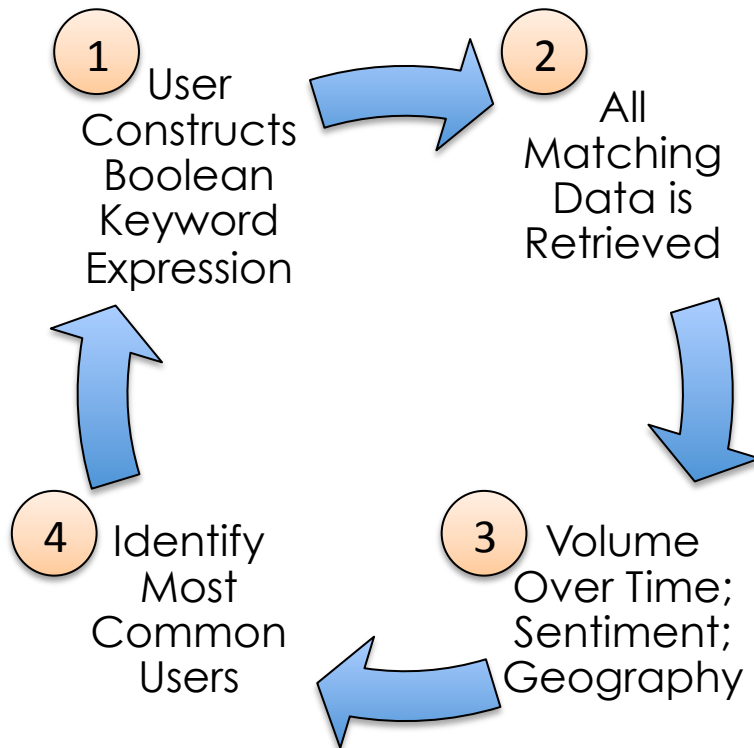 1
User
Constructs
Boolean
Keyword
Expression
2
All
Matching
Data is
Retrieved
3
Volume
Over Time;
Sentiment;
Geography
4
Identify
Most
Common
Users